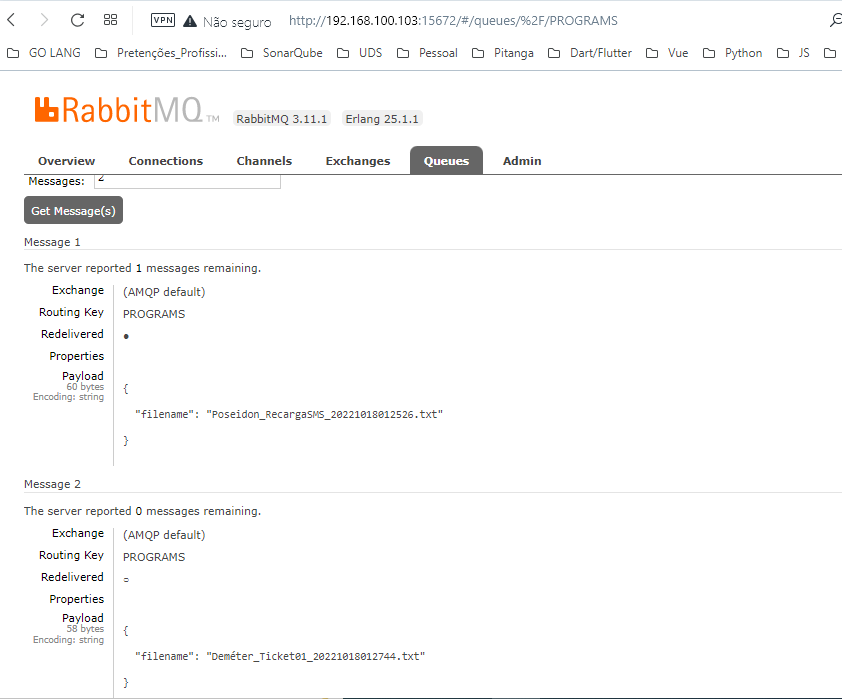 VPN Não seguro http://192.168.100.103:15672/#/queues/%2F/PROGRAMS
GO LANG Pretenções_Profissi... SonarQube UDS Pessoal Pitanga Dart/Flutter Vue Python JS
RabbitMQ TM RabbitMQ 3.11.1 Erlang 25.1.1
Overview Connections Channels Exchanges Queues Admin
Messages: 2
Get Message(s)
Message 1
The server reported 1 messages remaining.
Exchange (AMQP default)
Routing Key PROGRAMS
Redelivered ●
Properties
Payload
60 bytes
Encoding: string
{
"filename": "Poseidon_RecargaSMS_20221018012526.txt"
}
Message 2
The server reported 0 messages remaining.
Exchange (AMQP default)
Routing Key PROGRAMS
Redelivered ○
Properties
Payload
58 bytes
Encoding: string
{
"filename": "Deméter_Ticket01_20221018012744.txt"
}